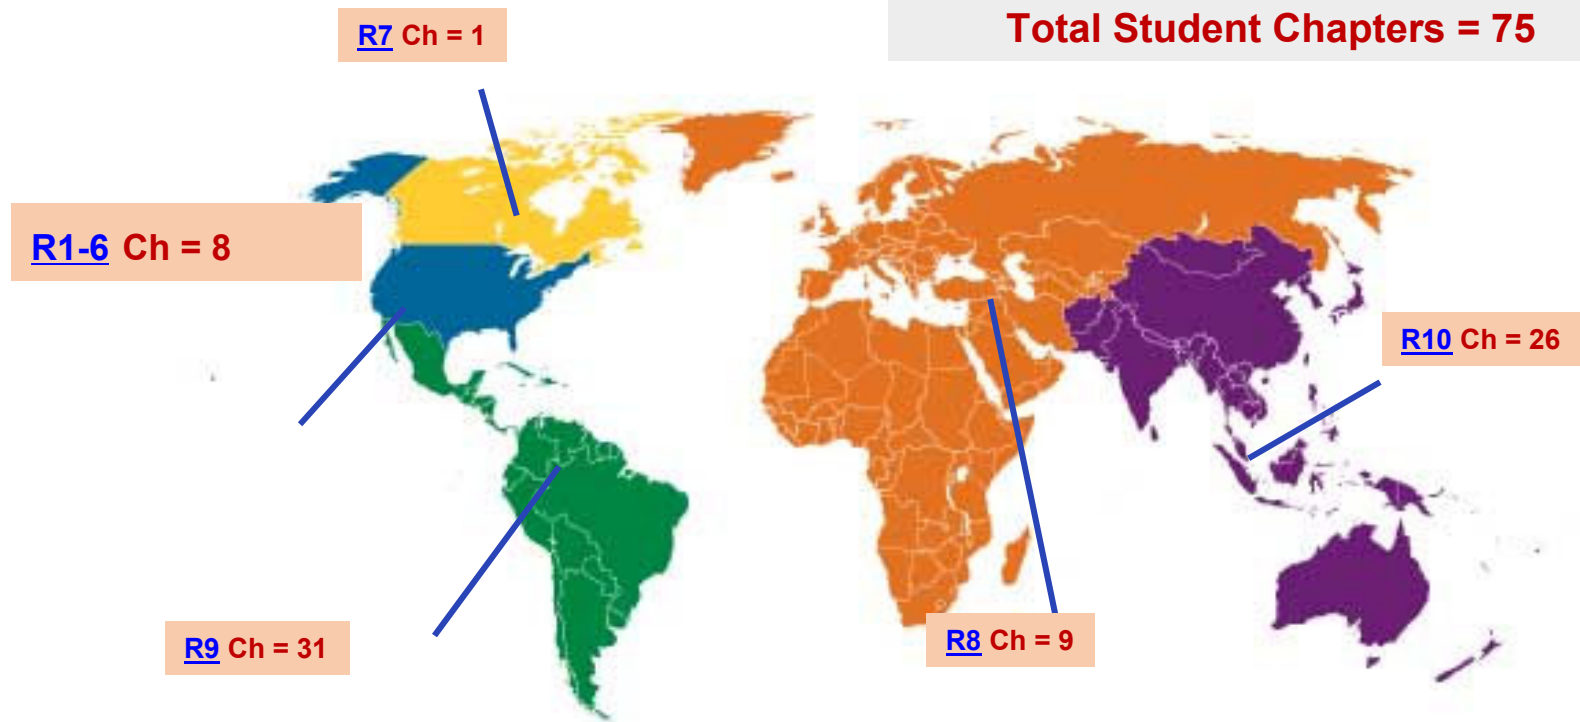 R7 Ch = 1
Total Student Chapters = 75
R1-6 Ch = 8
R10 Ch = 26
R9 Ch = 31
R8 Ch = 9